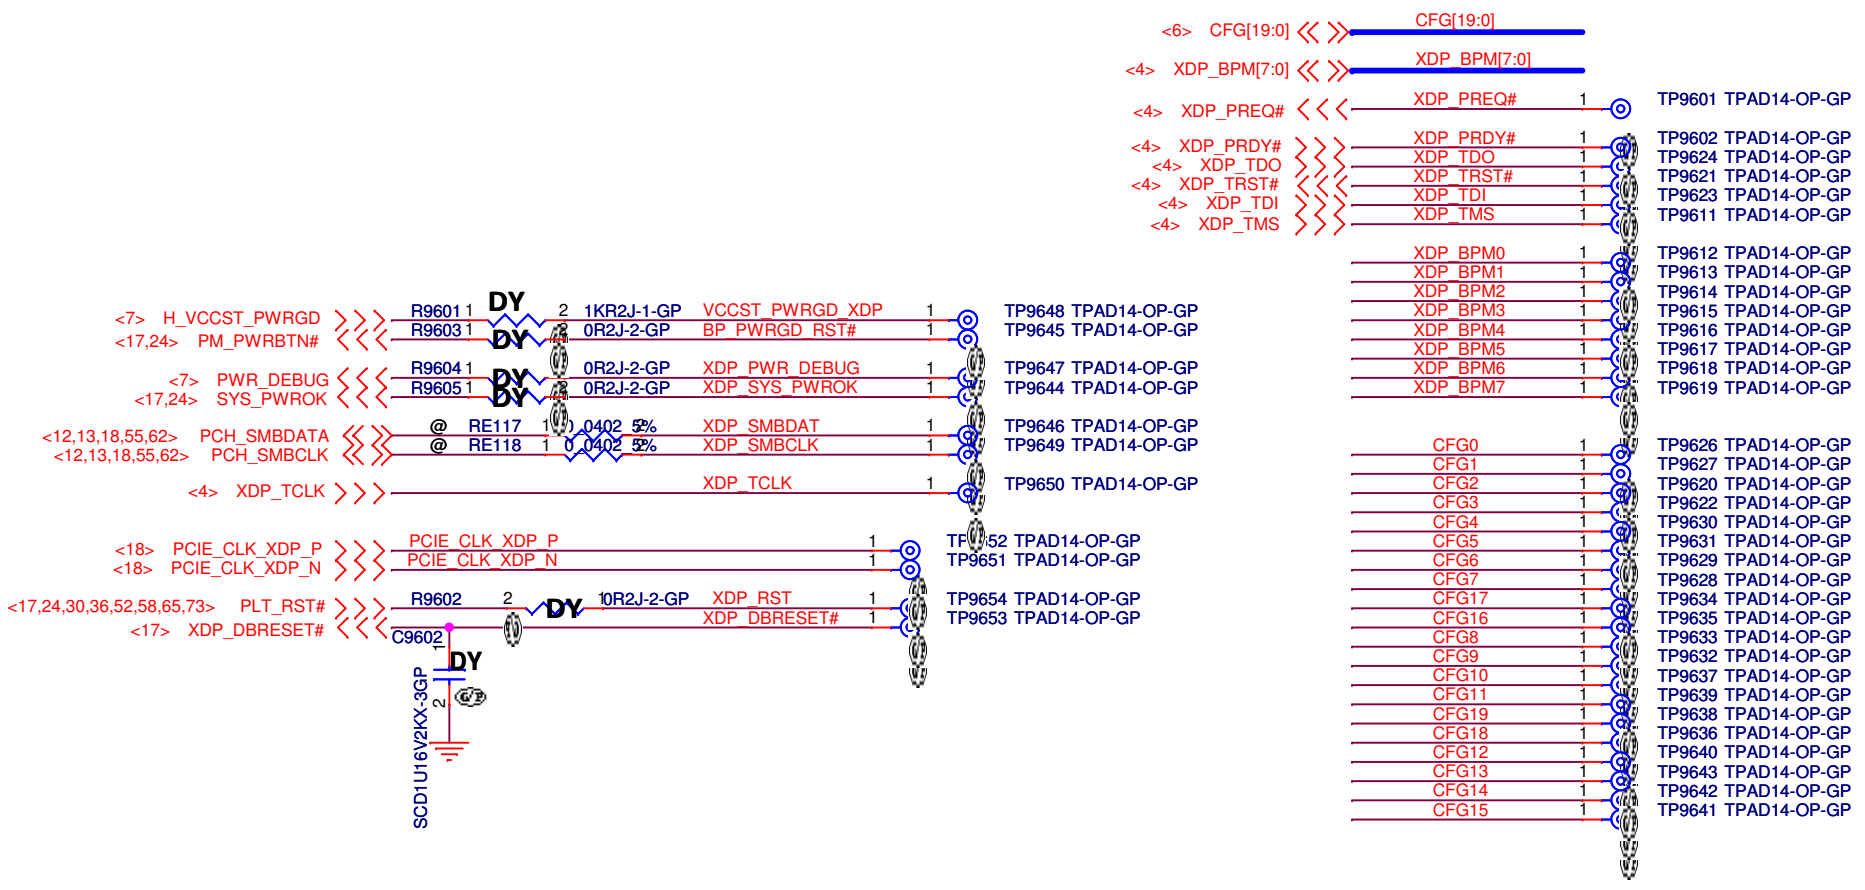 <6> CFG[19:0] CFG[19:0]
<4> XDP_BPM[7:0] XDP_BPM[7:0]
<4> XDP_PREQ# XDP_PREQ# 1 TP9601 TPAD14-OP-GP
<4> XDP_PRDY# XDP_PRDY# 1 TP9602 TPAD14-OP-GP
<4> XDP_TDO XDP_TDO 1 TP9624 TPAD14-OP-GP
<4> XDP_TRST# XDP_TRST# 1 TP9621 TPAD14-OP-GP
<4> XDP_TDI XDP_TDI 1 TP9623 TPAD14-OP-GP
<4> XDP_TMS XDP_TMS 1 TP9611 TPAD14-OP-GP
XDP_BPM0 1 TP9612 TPAD14-OP-GP
XDP_BPM1 1 TP9613 TPAD14-OP-GP
XDP_BPM2 1 TP9614 TPAD14-OP-GP
XDP_BPM3 1 TP9615 TPAD14-OP-GP
XDP_BPM4 1 TP9616 TPAD14-OP-GP
XDP_BPM5 1 TP9617 TPAD14-OP-GP
XDP_BPM6 1 TP9618 TPAD14-OP-GP
XDP_BPM7 1 TP9619 TPAD14-OP-GP
<7> H_VCCST_PWRGD R9601 1 DY 2 1KR2J-1-GP VCCST_PWRGD_XDP 1 TP9648 TPAD14-OP-GP
<17,24> PM_PWRBTN# R9603 1 DY 2 0R2J-2-GP BP_PWRGD_RST# 1 TP9645 TPAD14-OP-GP
<7> PWR_DEBUG R9604 1 DY 2 0R2J-2-GP XDP_PWR_DEBUG 1 TP9647 TPAD14-OP-GP
<17,24> SYS_PWROK R9605 1 DY 2 0R2J-2-GP XDP_SYS_PWROK 1 TP9644 TPAD14-OP-GP
<12,13,18,55,62> PCH_SMBDATA @ RE117 1 0_0402_5% 2 XDP_SMBDAT 1 TP9646 TPAD14-OP-GP
<12,13,18,55,62> PCH_SMBCLK @ RE118 1 0_0402_5% 2 XDP_SMBCLK 1 TP9649 TPAD14-OP-GP
<4> XDP_TCLK XDP_TCLK 1 TP9650 TPAD14-OP-GP
<18> PCIE_CLK_XDP_P PCIE_CLK_XDP_P 1 TPAD14-OP-GP
<18> PCIE_CLK_XDP_N PCIE_CLK_XDP_N 1 TP9651 TPAD14-OP-GP
<17,24,30,36,52,58,65,73> PLT_RST# R9602 2 DY 1 0R2J-2-GP XDP_RST 1 TP9654 TPAD14-OP-GP
<17> XDP_DBRESET# XDP_DBRESET# 1 TP9653 TPAD14-OP-GP
C9602
1
DY
2
SCD1U16V2KX-3GP
CFG0 1 TP9626 TPAD14-OP-GP
CFG1 1 TP9627 TPAD14-OP-GP
CFG2 1 TP9620 TPAD14-OP-GP
CFG3 1 TP9622 TPAD14-OP-GP
CFG4 1 TP9630 TPAD14-OP-GP
CFG5 1 TP9631 TPAD14-OP-GP
CFG6 1 TP9629 TPAD14-OP-GP
CFG7 1 TP9628 TPAD14-OP-GP
CFG17 1 TP9634 TPAD14-OP-GP
CFG16 1 TP9635 TPAD14-OP-GP
CFG8 1 TP9633 TPAD14-OP-GP
CFG9 1 TP9632 TPAD14-OP-GP
CFG10 1 TP9637 TPAD14-OP-GP
CFG11 1 TP9639 TPAD14-OP-GP
CFG19 1 TP9638 TPAD14-OP-GP
CFG18 1 TP9636 TPAD14-OP-GP
CFG12 1 TP9640 TPAD14-OP-GP
CFG13 1 TP9643 TPAD14-OP-GP
CFG14 1 TP9642 TPAD14-OP-GP
CFG15 1 TP9641 TPAD14-OP-GP